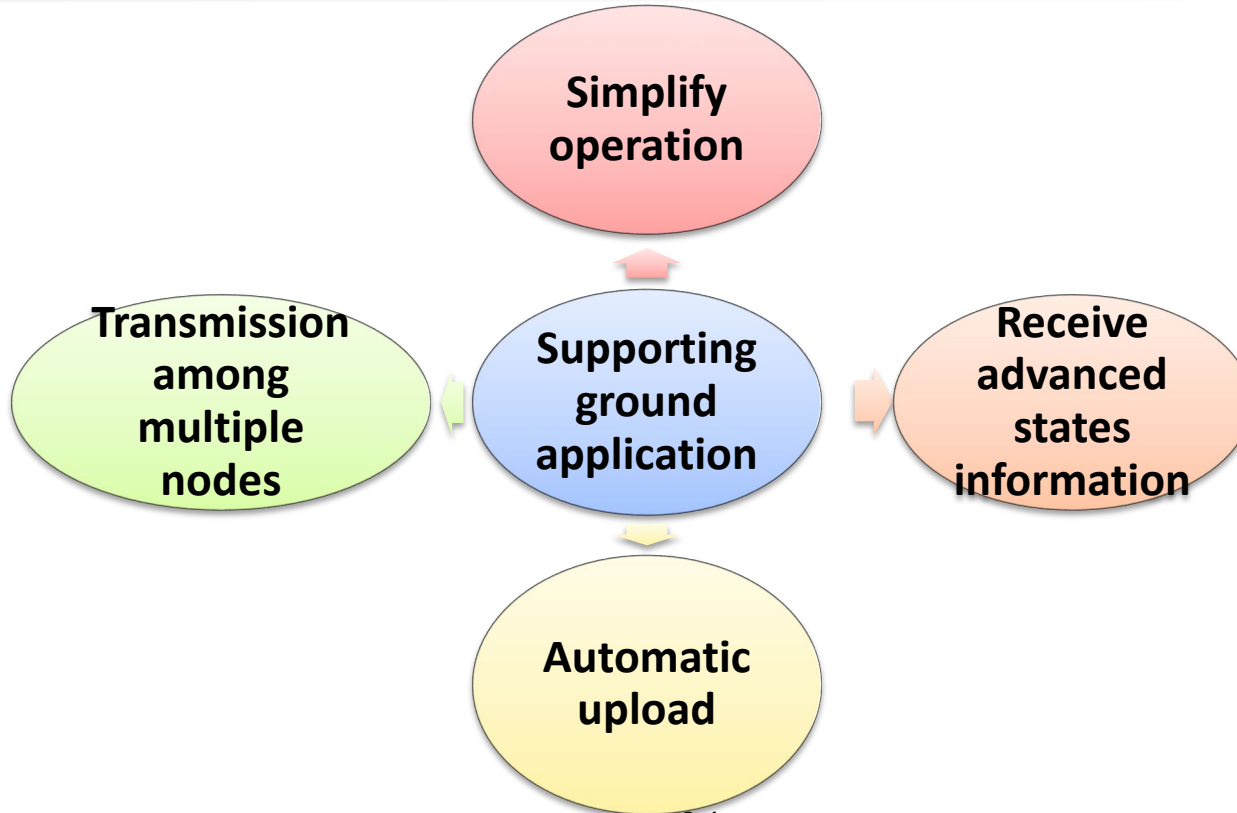 Simplify
operation
Transmission
among
multiple
nodes
Supporting
ground
application
Receive
advanced
states
information
Automatic
upload